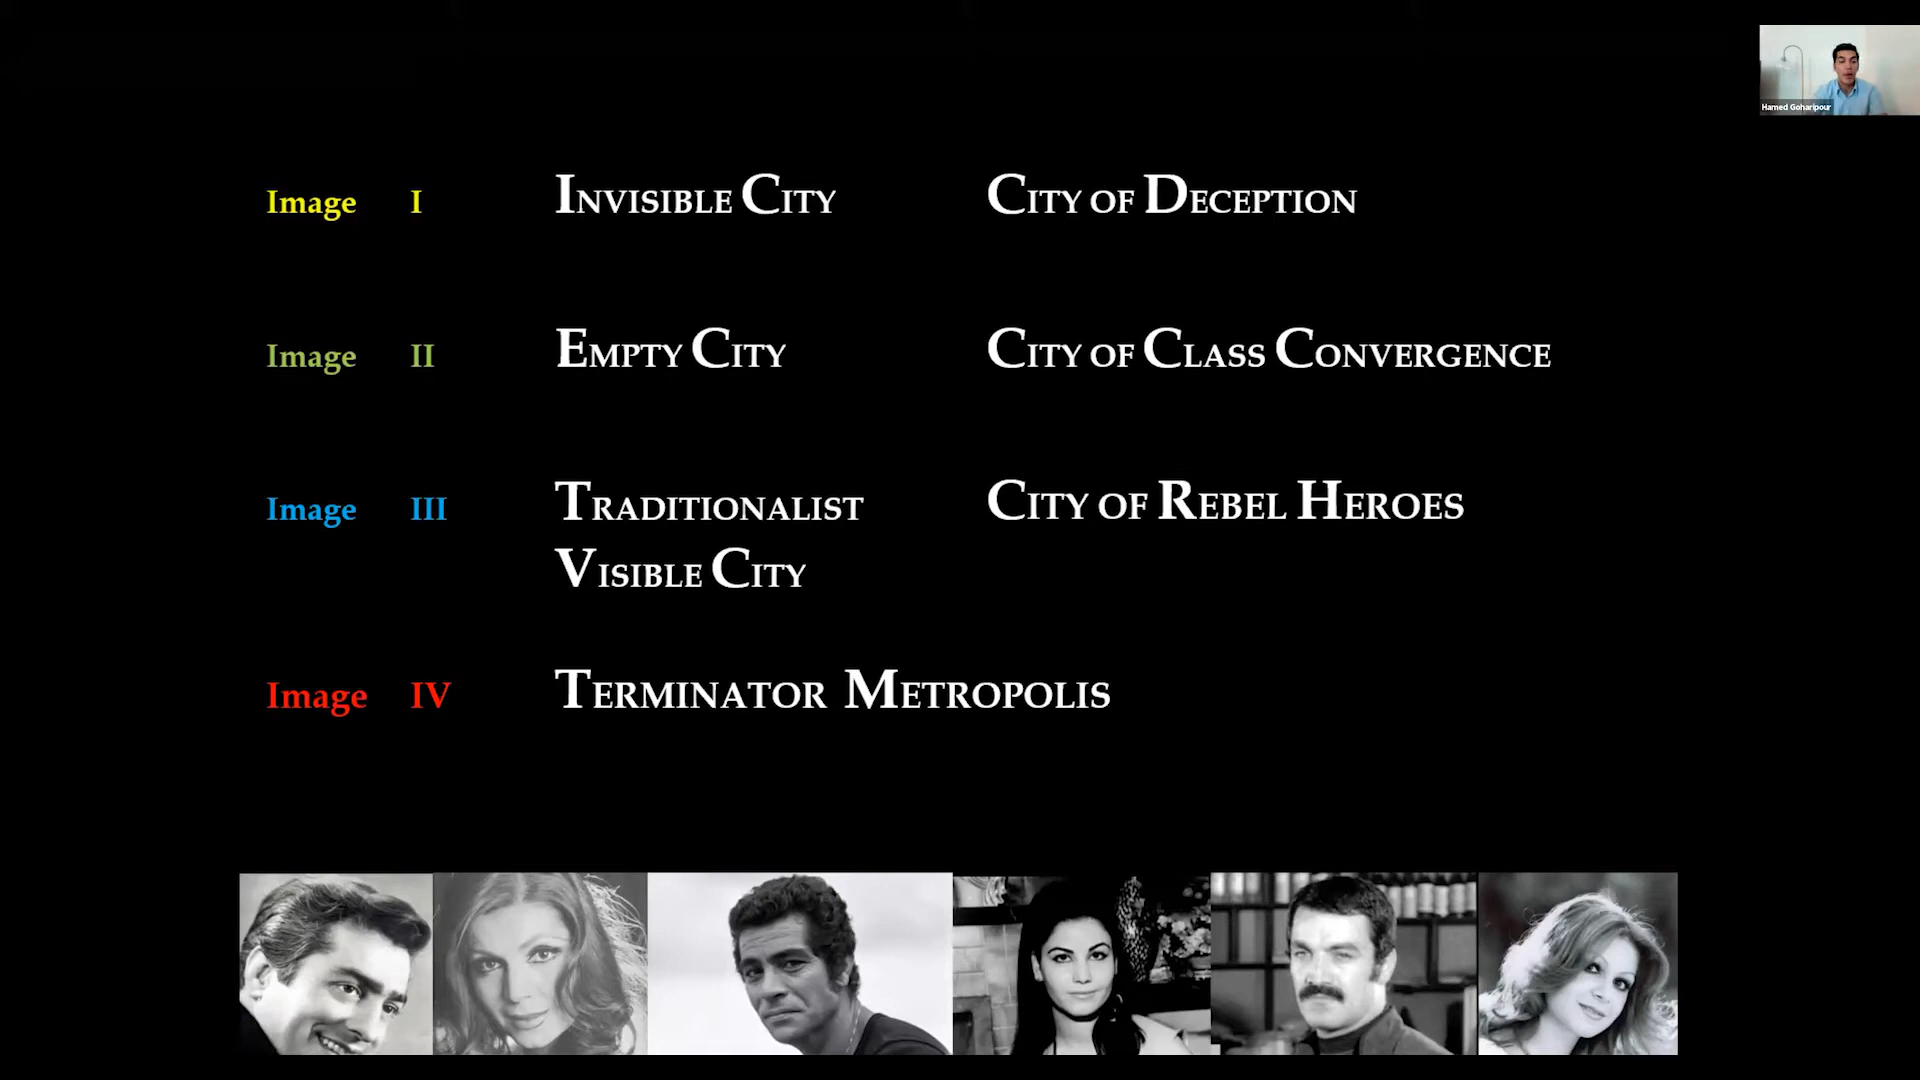 Hamed Goharipour
Image I INVISIBLE CITY CITY OF DECEPTION
Image II EMPTY CITY CITY OF CLASS CONVERGENCE
Image III TRADITIONALIST CITY OF REBEL HEROES
VISIBLE CITY
Image IV TERMINATOR METROPOLIS